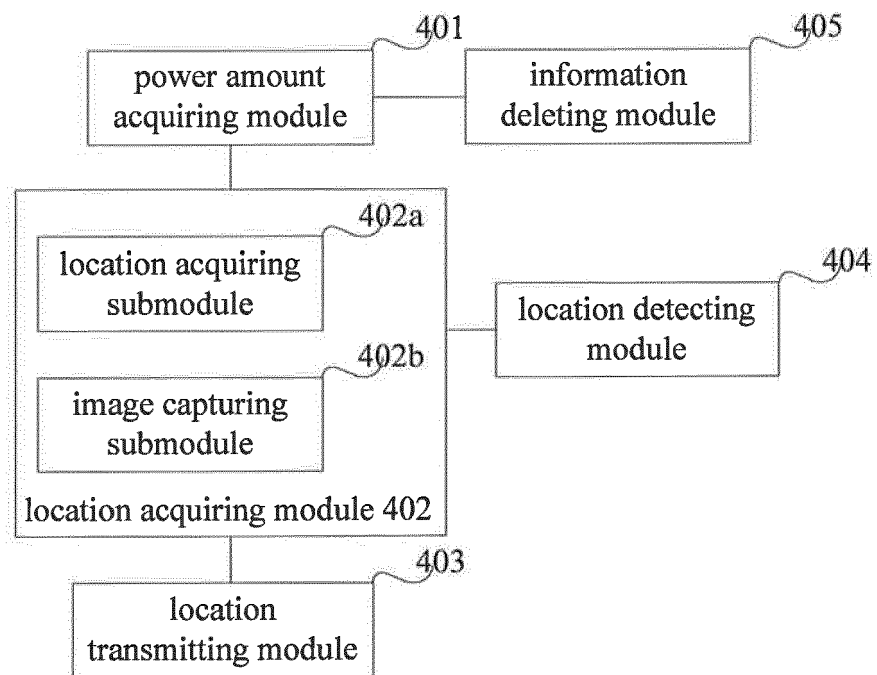 401
power amount
acquiring module
405
information
deleting module
402a
location acquiring
submodule
402b
image capturing
submodule
location acquiring module 402
404
location detecting
module
403
location
transmitting module